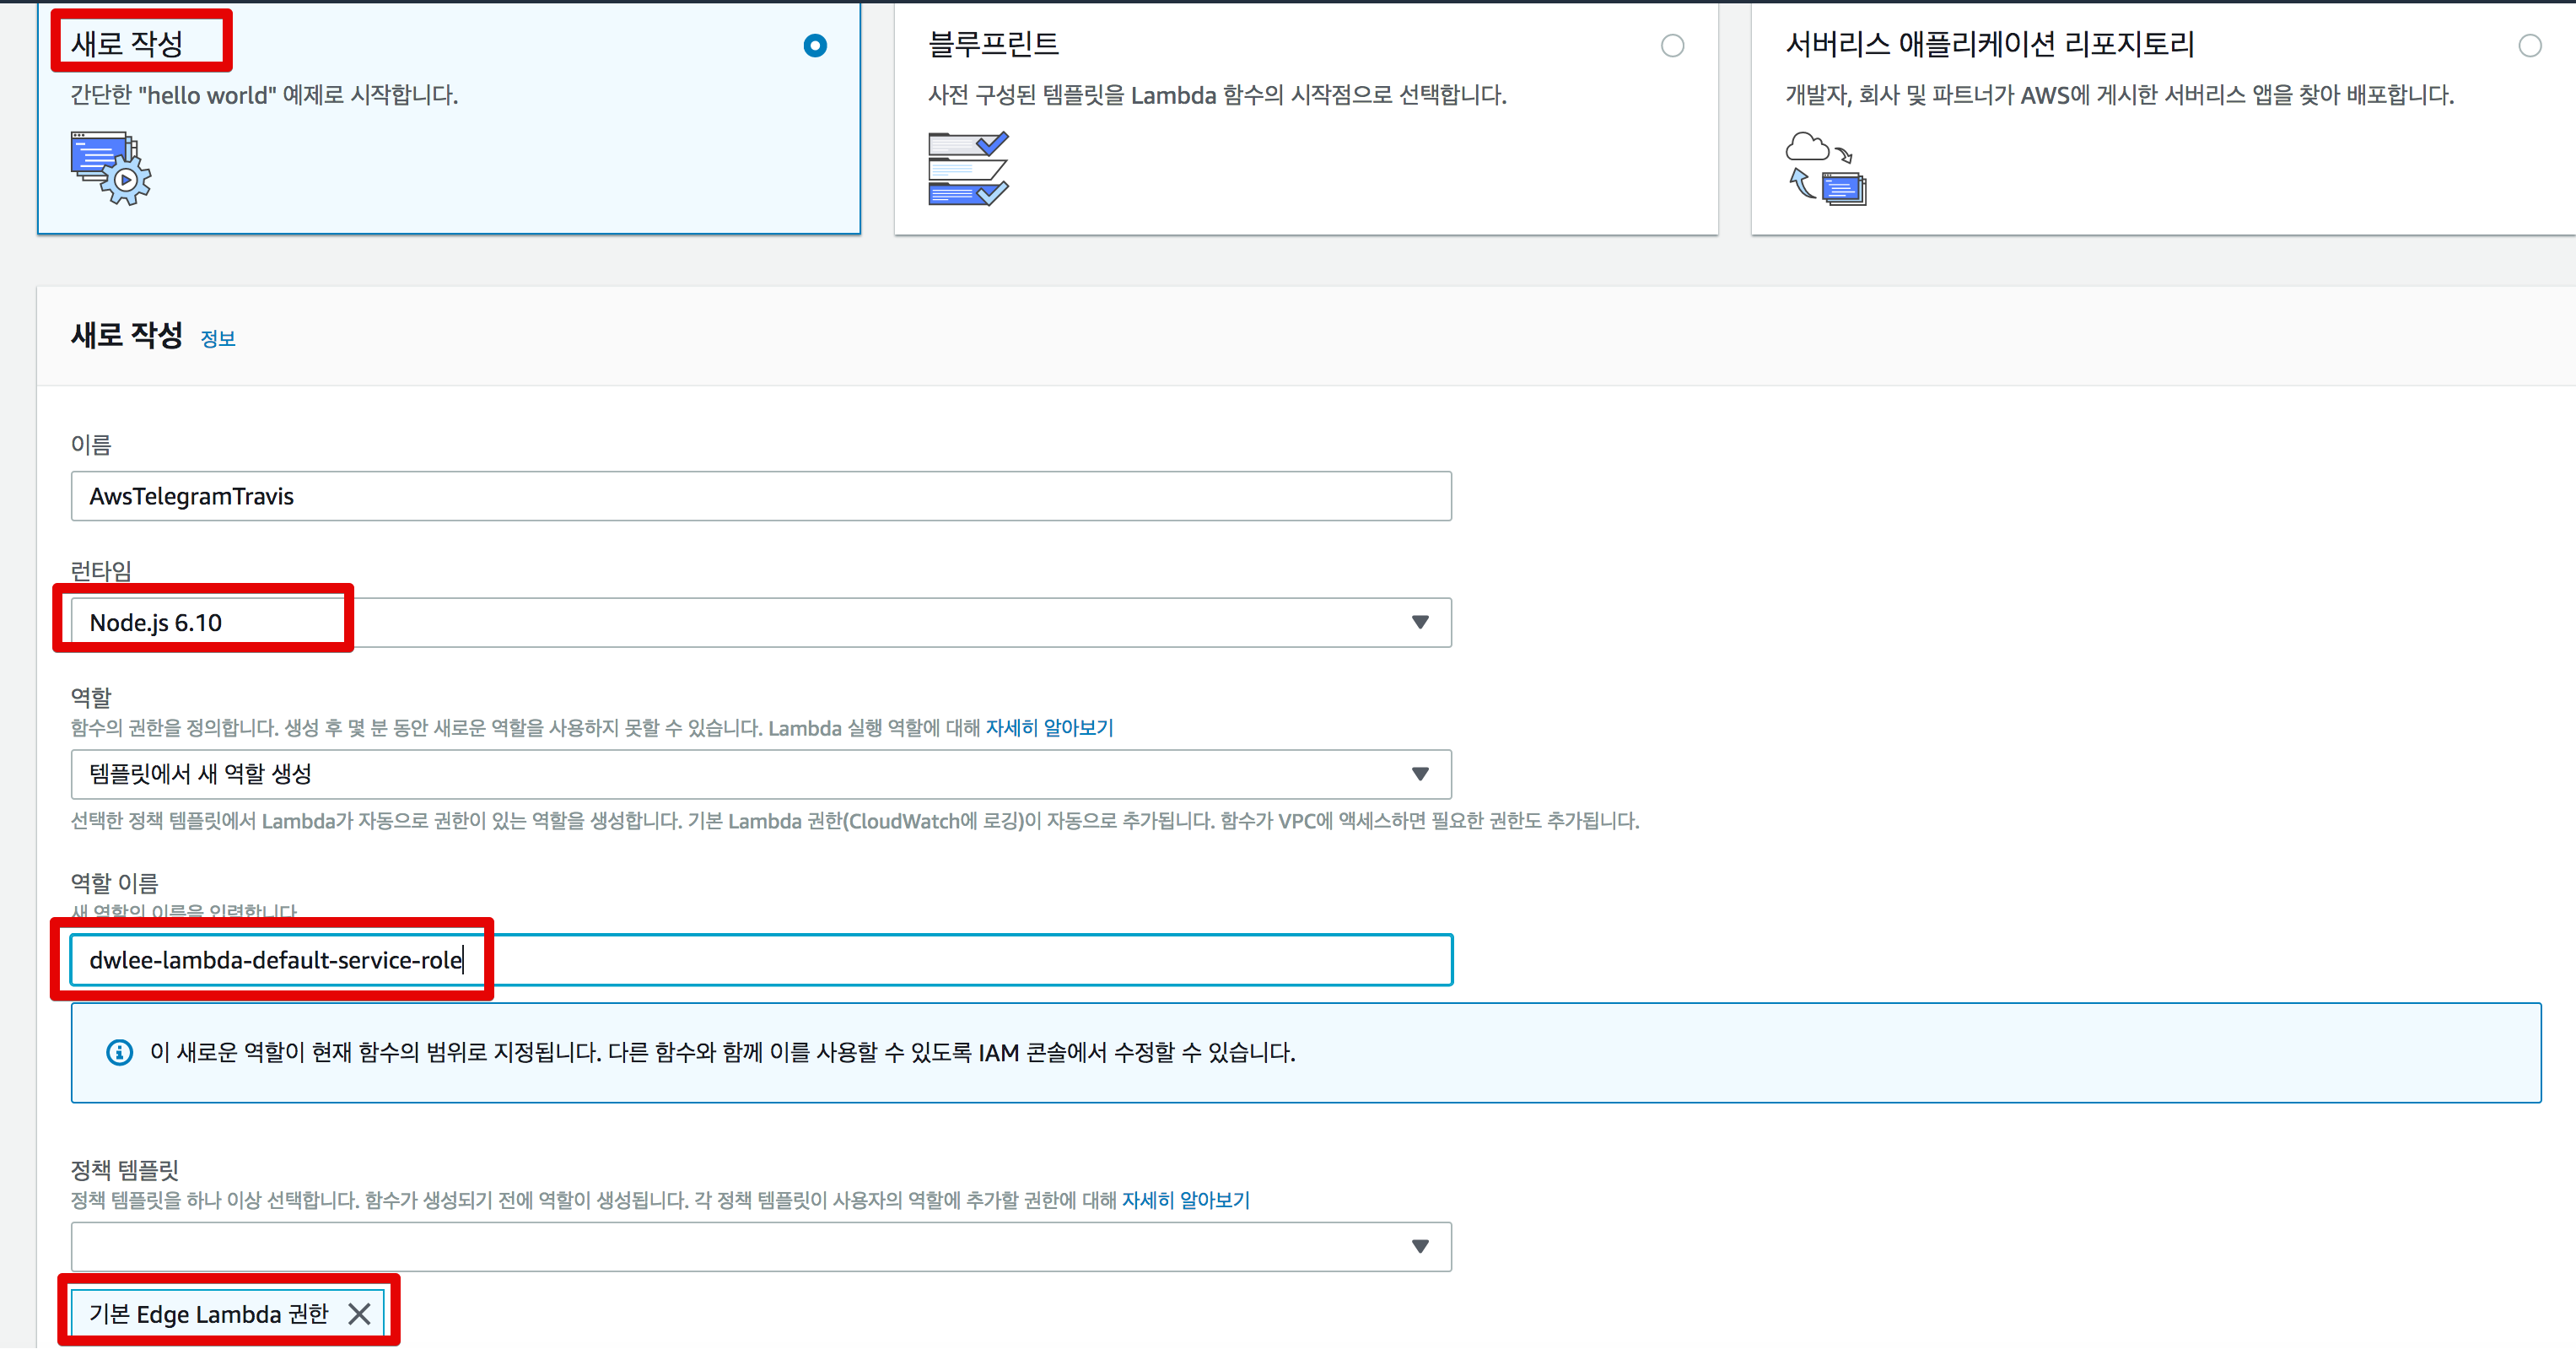 새로 작성
간단한 "hello world" 예제로 시작합니다.
블루프린트
사전 구성된 템플릿을 Lambda 함수의 시작점으로 선택합니다.
서버리스 애플리케이션 리포지토리
개발자, 회사 및 파트너가 AWS에 게시한 서버리스 앱을 찾아 배포합니다.
새로 작성 정보
이름
AwsTelegramTravis
런타임
Node.js 6.10
역할
함수의 권한을 정의합니다. 생성 후 몇 분 동안 새로운 역할을 사용하지 못할 수 있습니다. Lambda 실행 역할에 대해 자세히 알아보기
템플릿에서 새 역할 생성
선택한 정책 템플릿에서 Lambda가 자동으로 권한이 있는 역할을 생성합니다. 기본 Lambda 권한(CloudWatch에 로깅)이 자동으로 추가됩니다. 함수가 VPC에 액세스하면 필요한 권한도 추가됩니다.
역할 이름
새 역할의 이름을 입력합니다
dwlee-lambda-default-service-role
이 새로운 역할이 현재 함수의 범위로 지정됩니다. 다른 함수와 함께 이를 사용할 수 있도록 IAM 콘솔에서 수정할 수 있습니다.
정책 템플릿
정책 템플릿을 하나 이상 선택합니다. 함수가 생성되기 전에 역할이 생성됩니다. 각 정책 템플릿이 사용자의 역할에 추가할 권한에 대해 자세히 알아보기
기본 Edge Lambda 권한